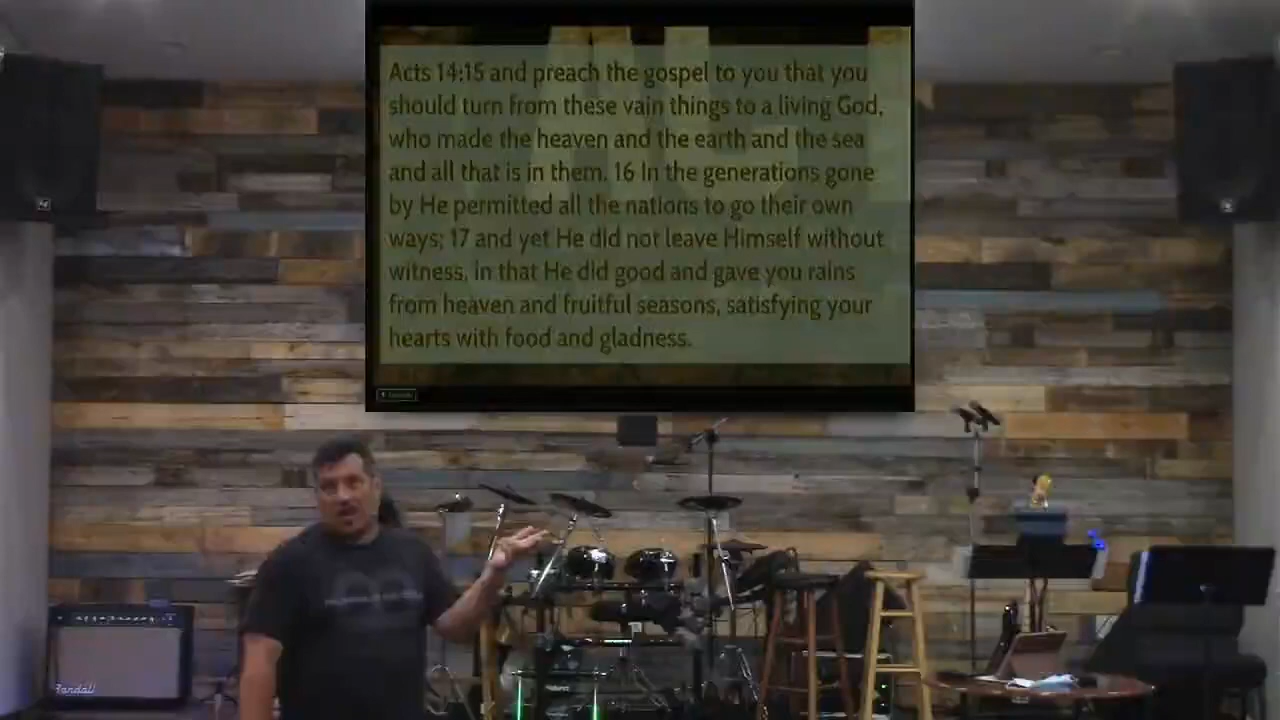 Acts 14:15 and preach the gospel to you that you
should turn from these vain things to a living God,
who made the heaven and the earth and the sea
and all that is in them. 16 In the generations gone
by He permitted all the nations to go their own
ways; 17 and yet He did not leave Himself without
witness, in that He did good and gave you rains
from heaven and fruitful seasons, satisfying your
hearts with food and gladness.
Randall